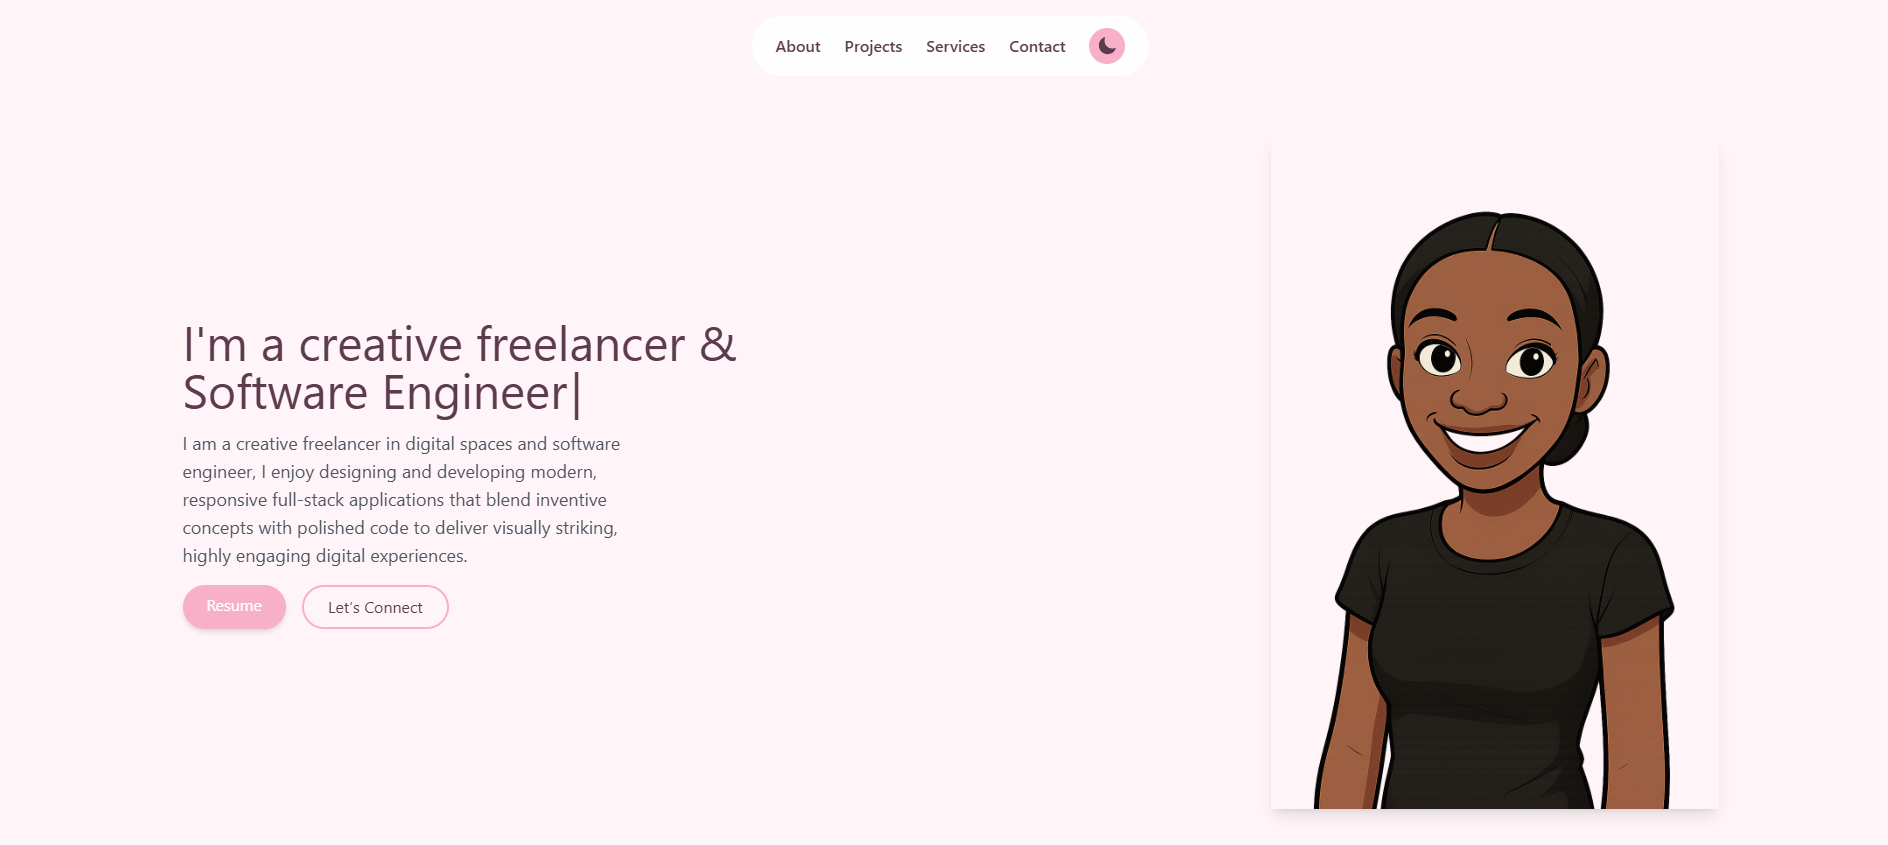 About Projects Services Contact
I'm a creative freelancer &
Software Engineer|
I am a creative freelancer in digital spaces and software
engineer, I enjoy designing and developing modern,
responsive full-stack applications that blend inventive
concepts with polished code to deliver visually striking,
highly engaging digital experiences.
Resume Let’s Connect